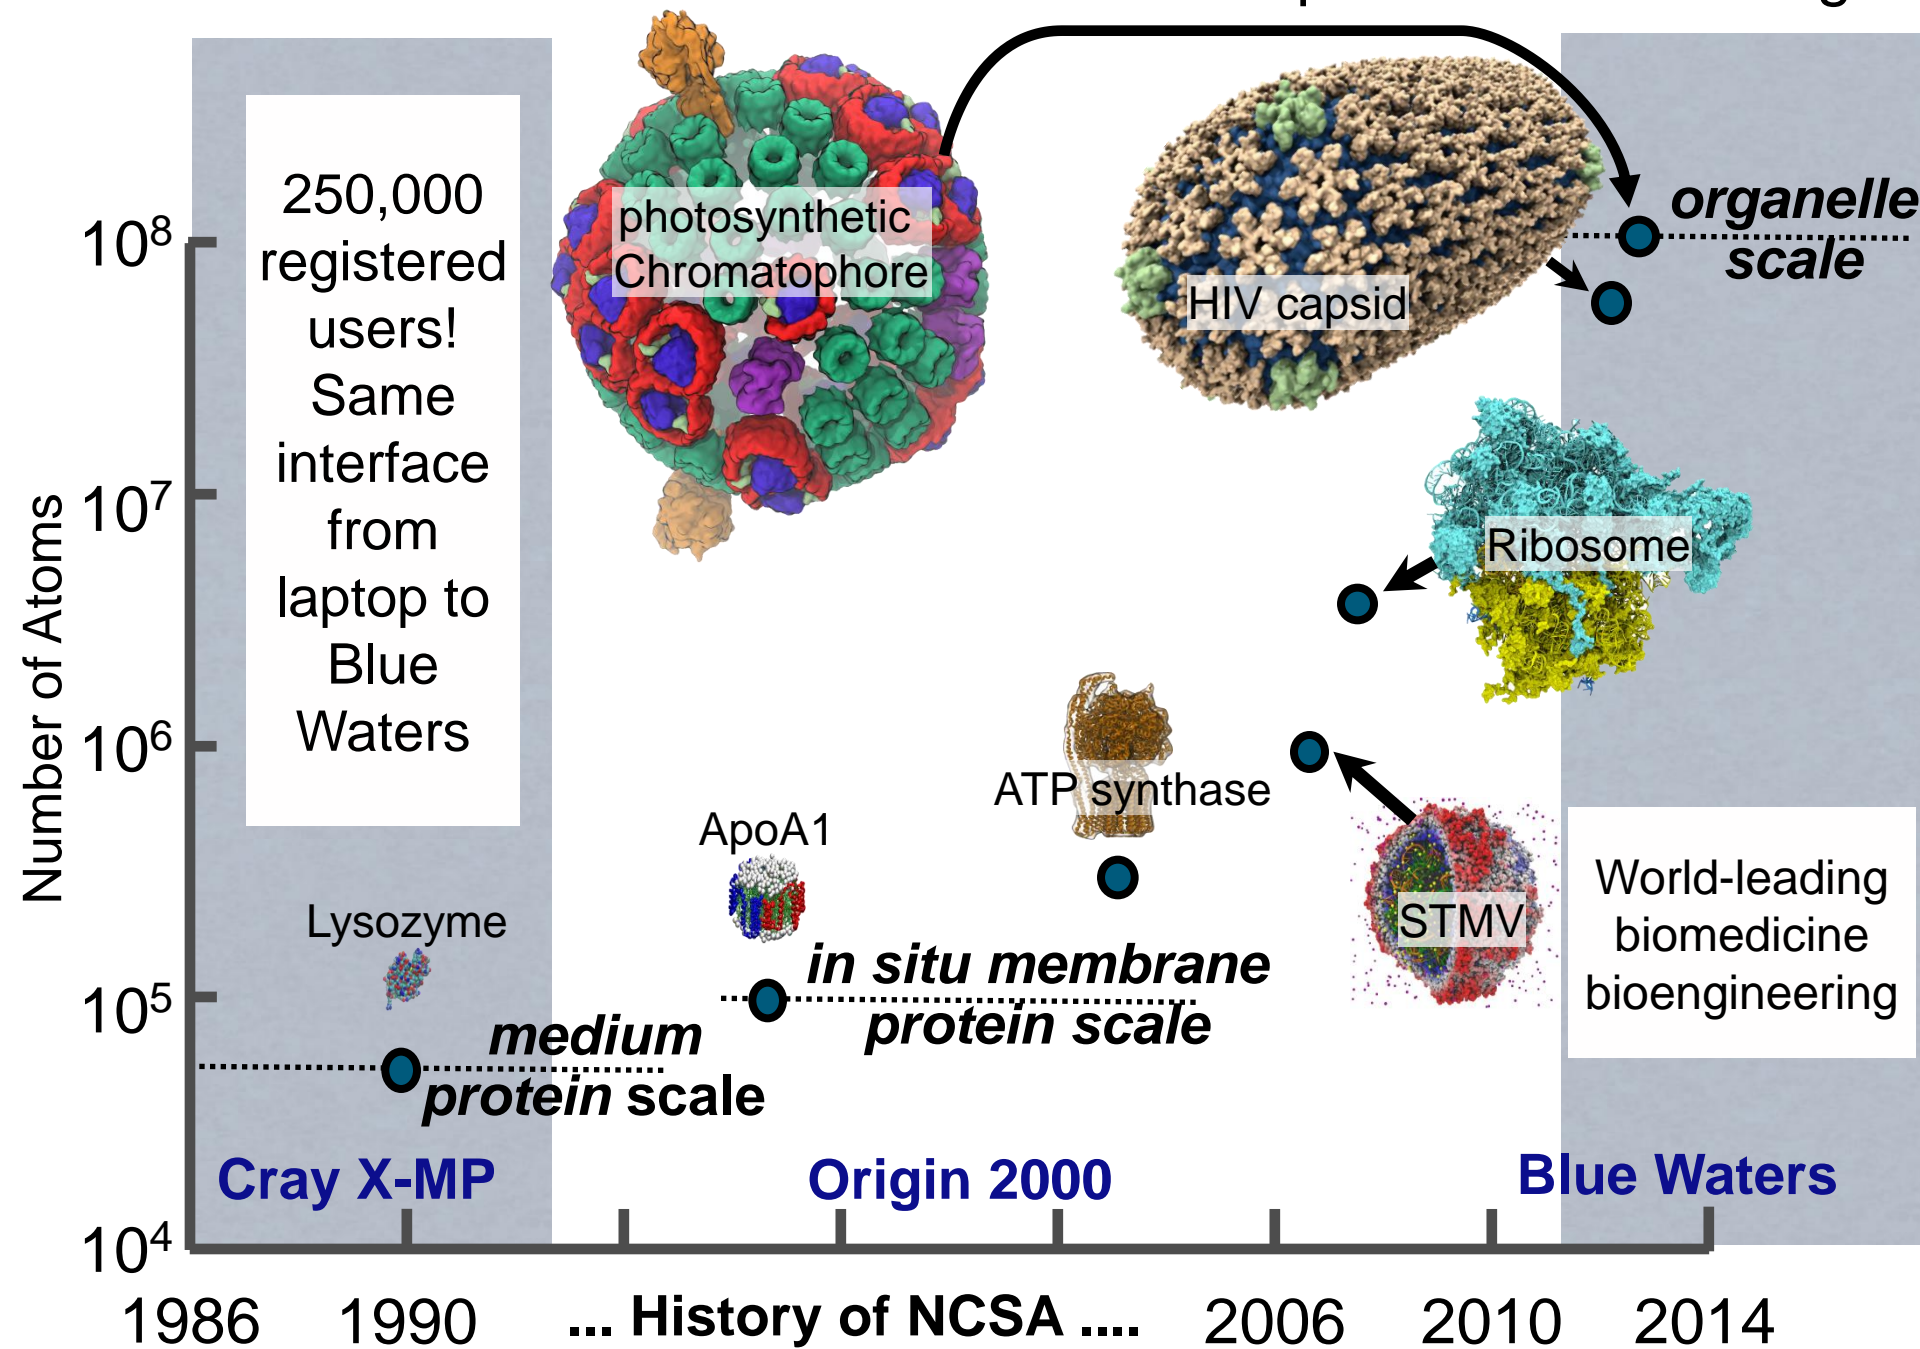 250,000
registered
users!
Same
interface
from
laptop to
Blue
Waters
photosynthetic
Chromatophore
HIV capsid
organelle
scale
Ribosome
ATP synthase
ApoA1
Lysozyme
STMV
in situ membrane
protein scale
medium
protein scale
World-leading
biomedicine
bioengineering
Number of Atoms
10⁸
10⁷
10⁶
10⁵
10⁴
Cray X-MP
Origin 2000
Blue Waters
1986
1990
... History of NCSA ....
2006
2010
2014